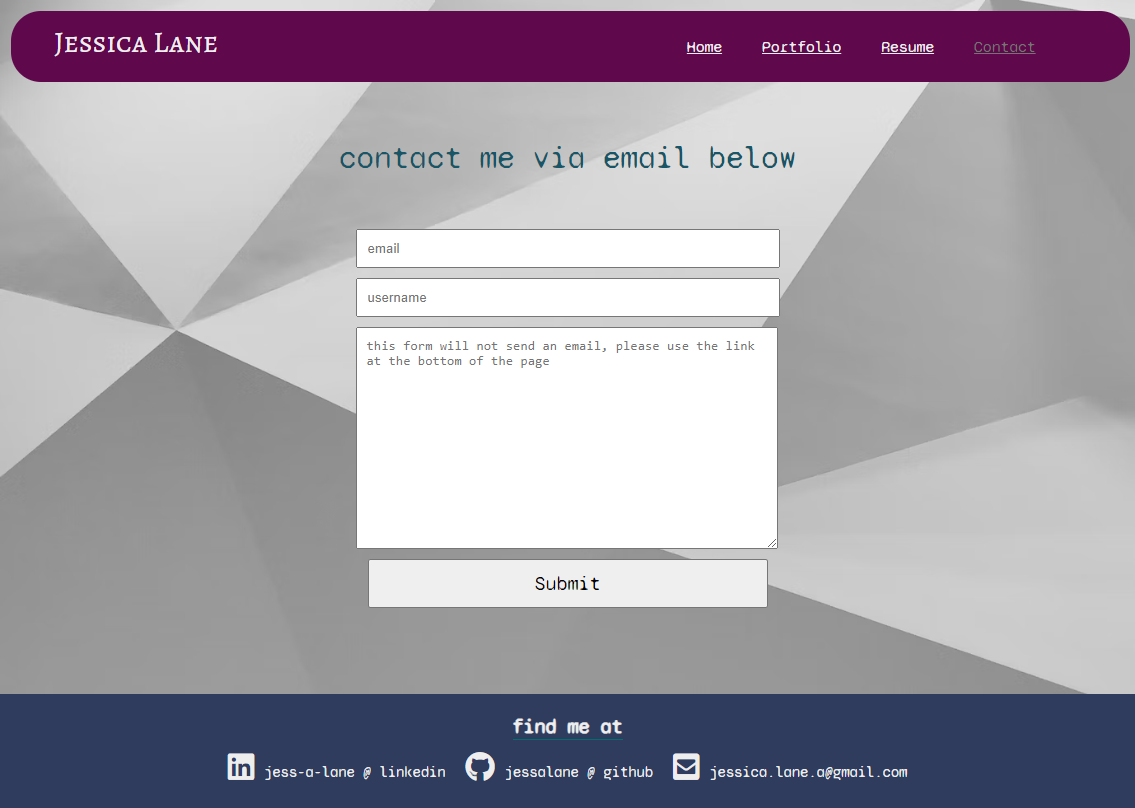 Jessica Lane
Home Portfolio Resume Contact
contact me via email below
email
username
this form will not send an email, please use the link
at the bottom of the page
Submit
find me at
in jess-a-lane @ linkedin jessalane @ github jessica.lane.a@gmail.com